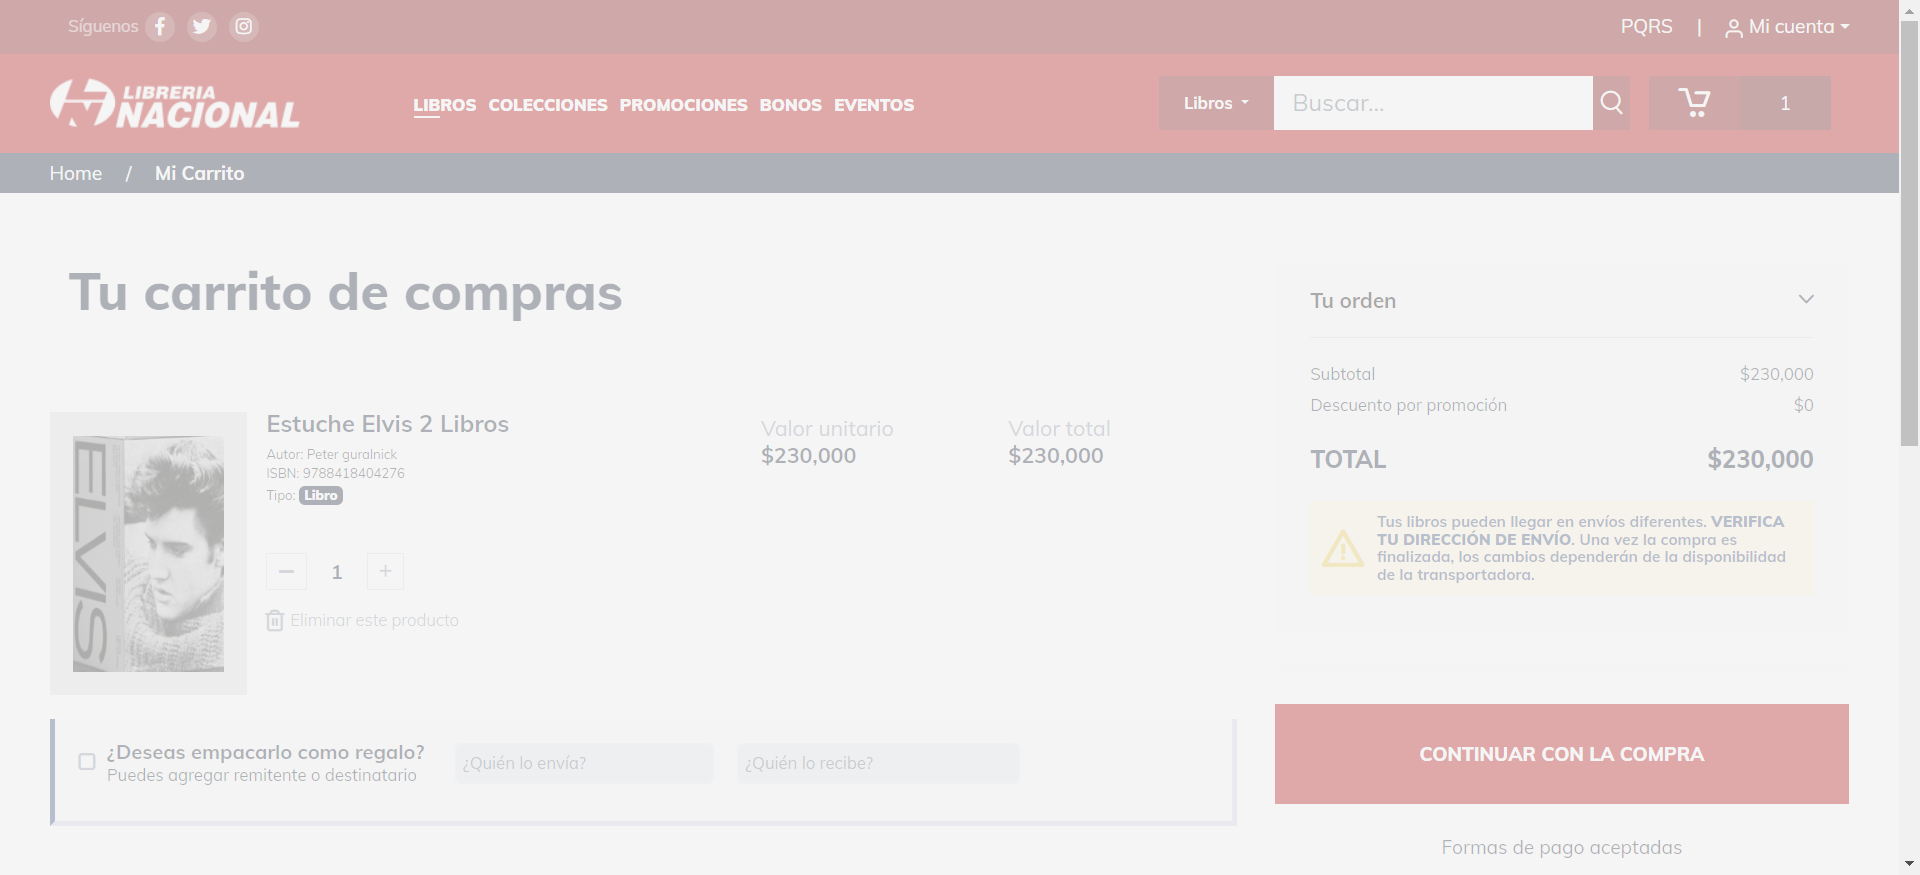 Síguenos
PQRS | Mi cuenta
LIBRERIA
NACIONAL
LIBROS COLECCIONES PROMOCIONES BONOS EVENTOS
Libros
Buscar...
1
Home / Mi Carrito
Tu carrito de compras
Estuche Elvis 2 Libros
Autor: Peter guralnick
ISBN: 9788418404276
Tipo: Libro
ELVIS
Valor unitario
$230,000
Valor total
$230,000
1
Eliminar este producto
¿Deseas empacarlo como regalo?
Puedes agregar remitente o destinatario
¿Quién lo envía?
¿Quién lo recibe?
Tu orden
Subtotal $230,000
Descuento por promoción $0
TOTAL $230,000
Tus libros pueden llegar en envíos diferentes. VERIFICA
TU DIRECCIÓN DE ENVÍO. Una vez la compra es
finalizada, los cambios dependerán de la disponibilidad
de la transportadora.
CONTINUAR CON LA COMPRA
Formas de pago aceptadas